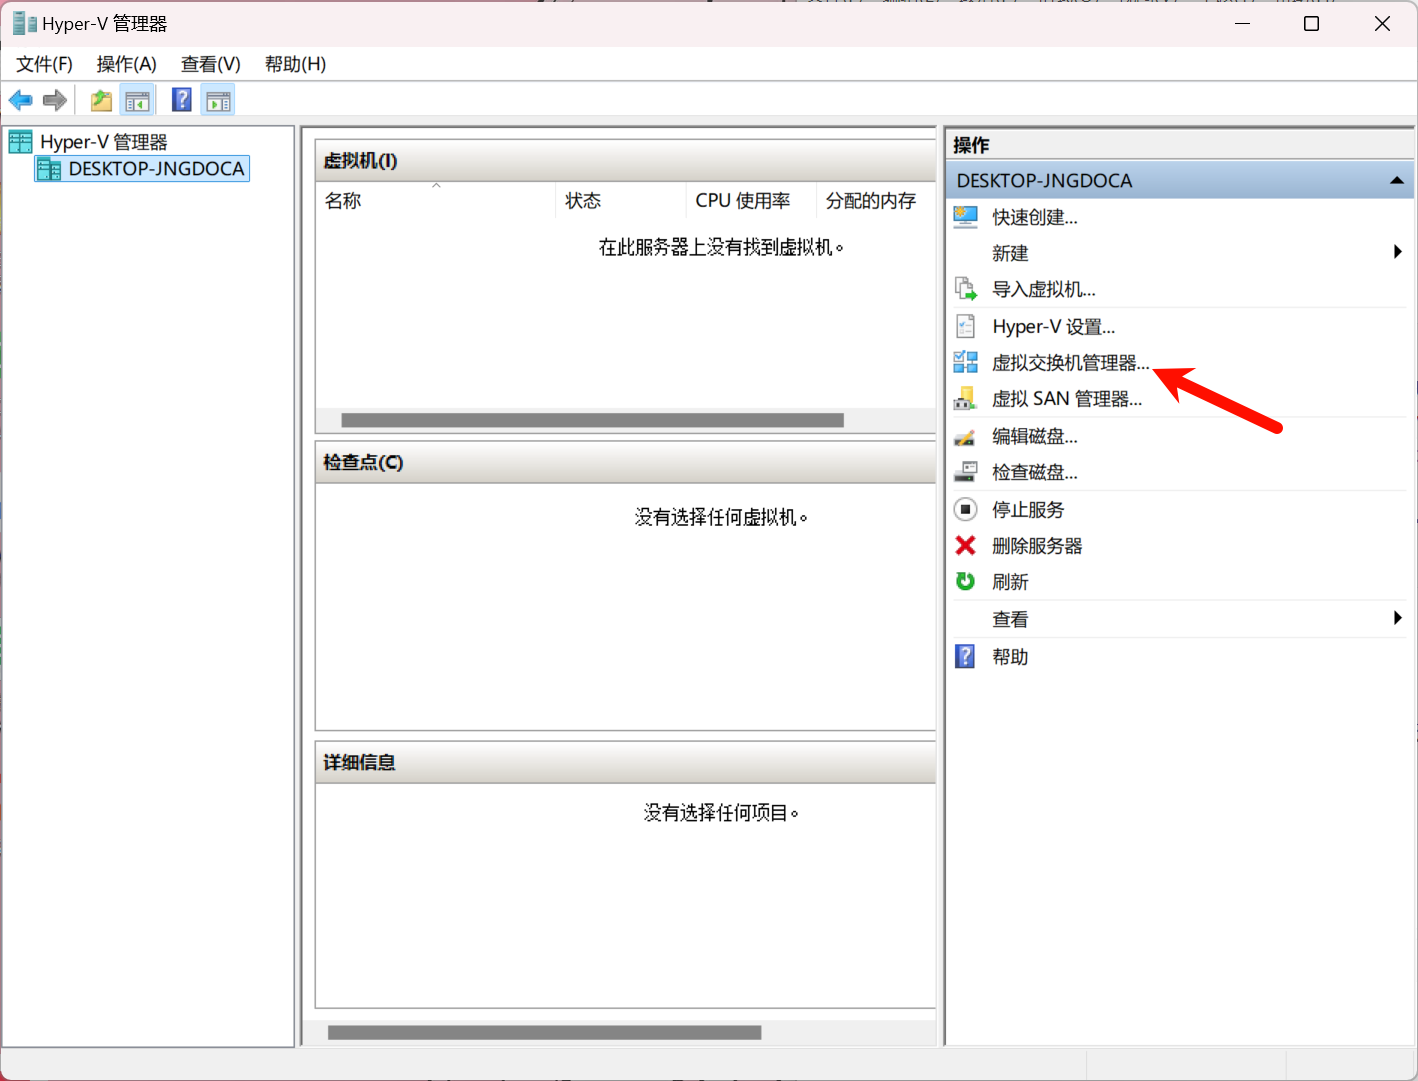 Hyper-V 管理器
文件(F) 操作(A) 查看(V) 帮助(H)
Hyper-V 管理器
DESKTOP-JNGDOCA
虚拟机(I)
名称 状态 CPU 使用率 分配的内存
在此服务器上没有找到虚拟机。
检查点(C)
没有选择任何虚拟机。
详细信息
没有选择任何项目。
操作
DESKTOP-JNGDOCA
快速创建...
新建
导入虚拟机...
Hyper-V 设置...
虚拟交换机管理器...
虚拟 SAN 管理器...
编辑磁盘...
检查磁盘...
停止服务
删除服务器
刷新
查看
帮助